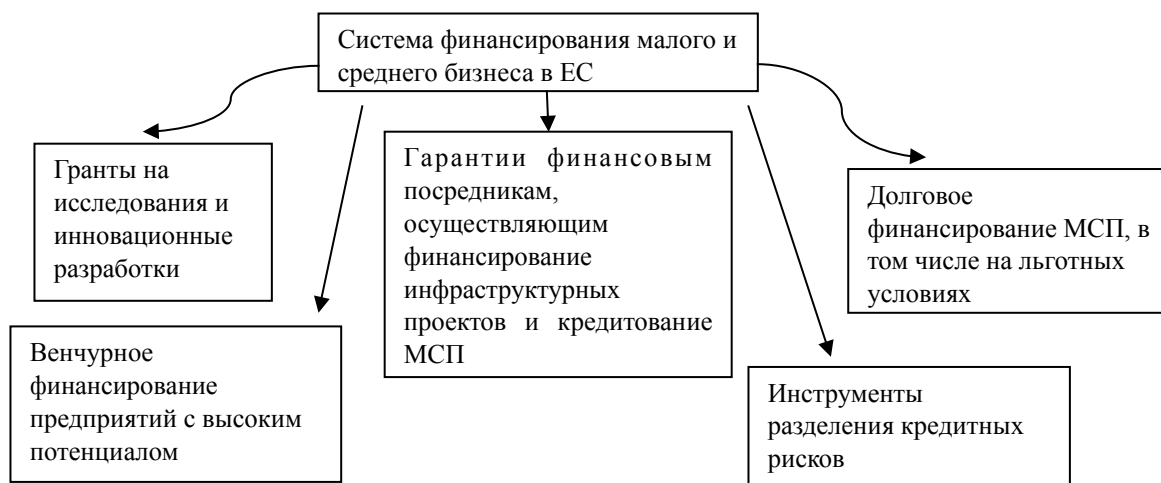 Система финансирования малого и
среднего бизнеса в ЕС
Гранты на
исследования и
инновационные
разработки
Гарантии финансовым
посредникам,
осуществляющим
финансирование
инфраструктурных
проектов и кредитование
МСП
Долговое
финансирование МСП, в
том числе на льготных
условиях
Венчурное
финансирование
предприятий с высоким
потенциалом
Инструменты
разделения кредитных
рисков